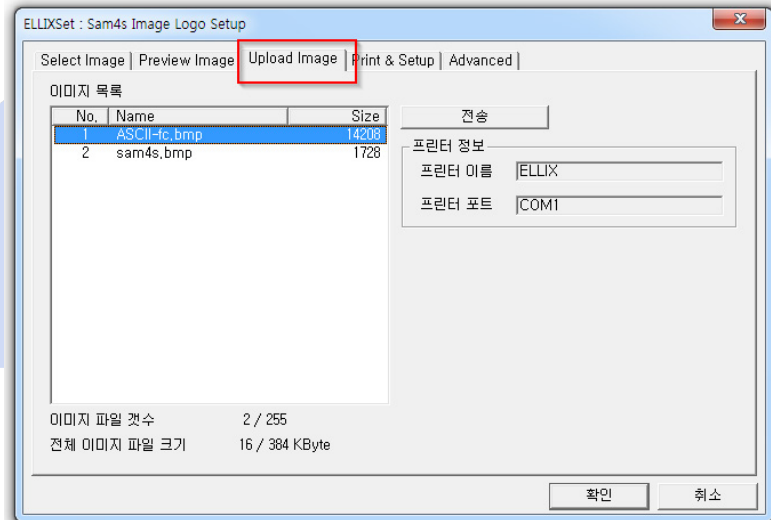 ELLIXSet : Sam4s Image Logo Setup
x
Select Image Preview Image Upload Image Print & Setup Advanced
이미지 목록
No. Name Size
1 ASCII-fc.bmp 14208
2 sam4s.bmp 1728
전송
프린터 정보
프린터 이름 ELLIX
프린터 포트 COM1
이미지 파일 갯수 2 / 255
전체 이미지 파일 크기 16 / 384 KByte
확인 취소